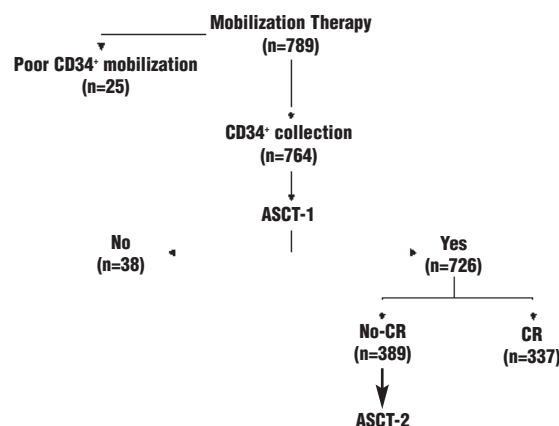 Mobilization Therapy
(n=789)
Poor CD34⁺ mobilization
(n=25)
CD34⁺ collection
(n=764)
ASCT-1
No
(n=38)
Yes
(n=726)
No-CR
(n=389)
CR
(n=337)
ASCT-2